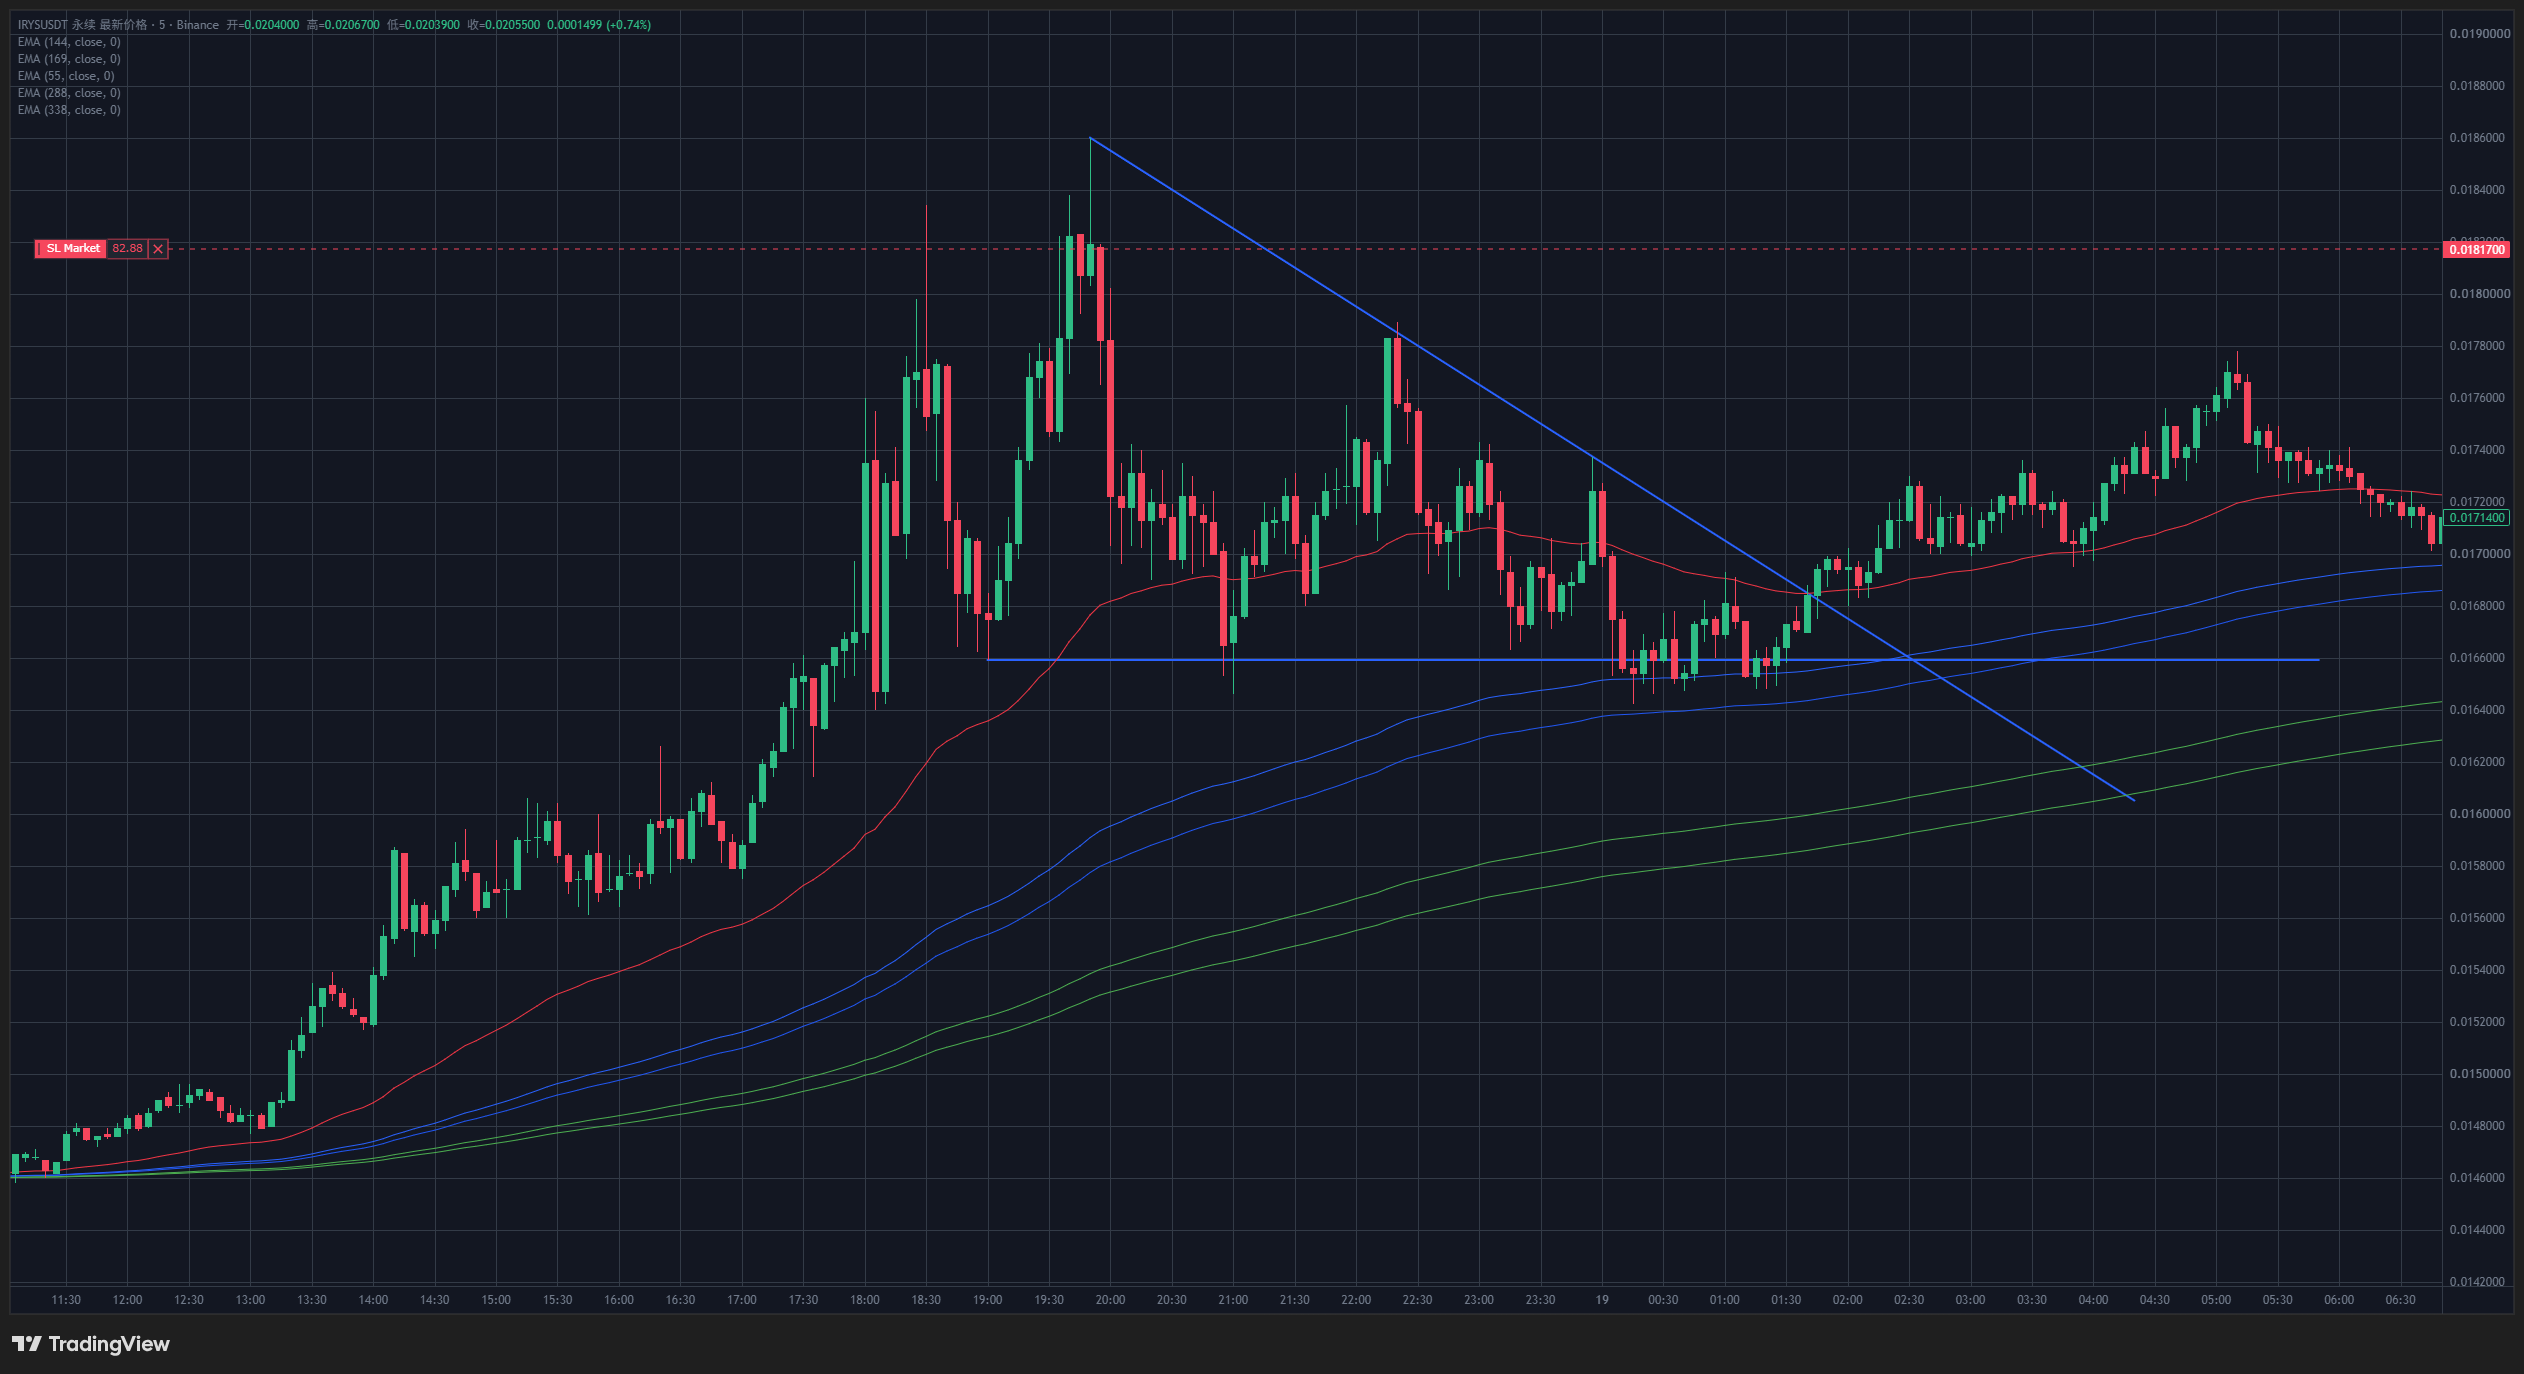 IRYSUSDT 永续 最新价格 · 5 · Binance 开=0.0204000 高=0.0206700 低=0.0203900 收=0.0205500 0.0001499 (+0.74%)
EMA (144, close, 0)
EMA (169, close, 0)
EMA (55, close, 0)
EMA (288, close, 0)
EMA (338, close, 0)
0.0190000
0.0188000
0.0186000
0.0184000
SL Market 82.88
0.0181700
0.0180000
0.0178000
0.0176000
0.0174000
0.0172000
0.0171400
0.0170000
0.0168000
0.0166000
0.0164000
0.0162000
0.0160000
0.0158000
0.0156000
0.0154000
0.0152000
0.0150000
0.0148000
0.0146000
0.0144000
0.0142000
11:30 12:00 12:30 13:00 13:30 14:00 14:30 15:00 15:30 16:00 16:30 17:00 17:30 18:00 18:30 19:00 19:30 20:00 20:30 21:00 21:30 22:00 22:30 23:00 23:30 19 00:30 01:00 01:30 02:00 02:30 03:00 03:30 04:00 04:30 05:00 05:30 06:00 06:30
TradingView